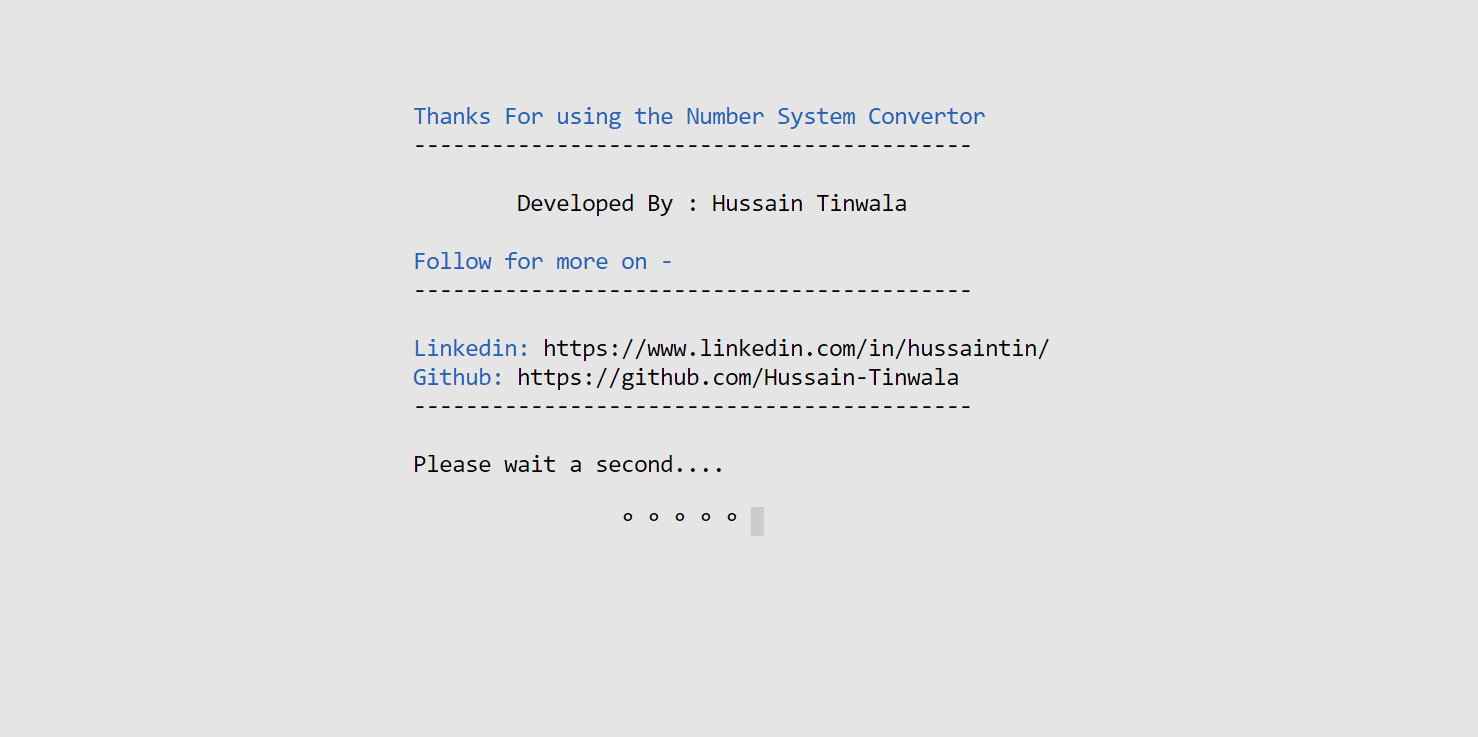 Thanks For using the Number System Convertor
-------------------------------------------
Developed By : Hussain Tinwala
Follow for more on -
-------------------------------------------
Linkedin: https://www.linkedin.com/in/hussaintin/
Github: https://github.com/Hussain-Tinwala
-------------------------------------------
Please wait a second....
° ° ° ° °